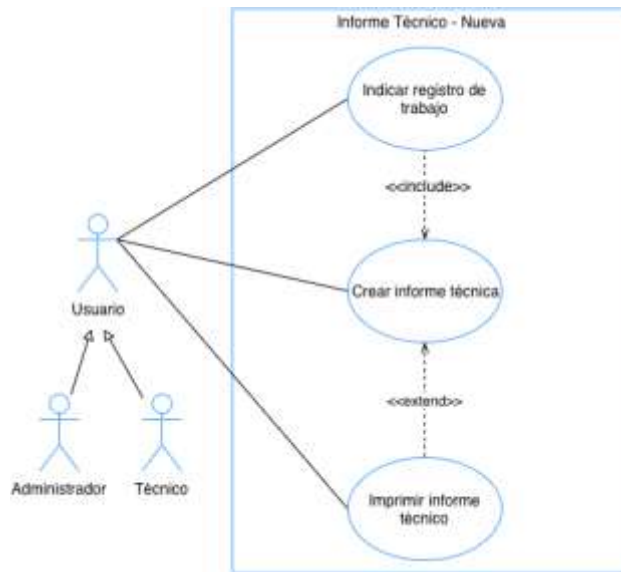 Informe Técnico - Nueva
Indicar registro de
trabajo
<<include>>
Crear informe técnica
Usuario
<<extend>>
Administrador
Técnico
Imprimir informe
técnico